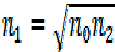 n₁ = √n₀n₂